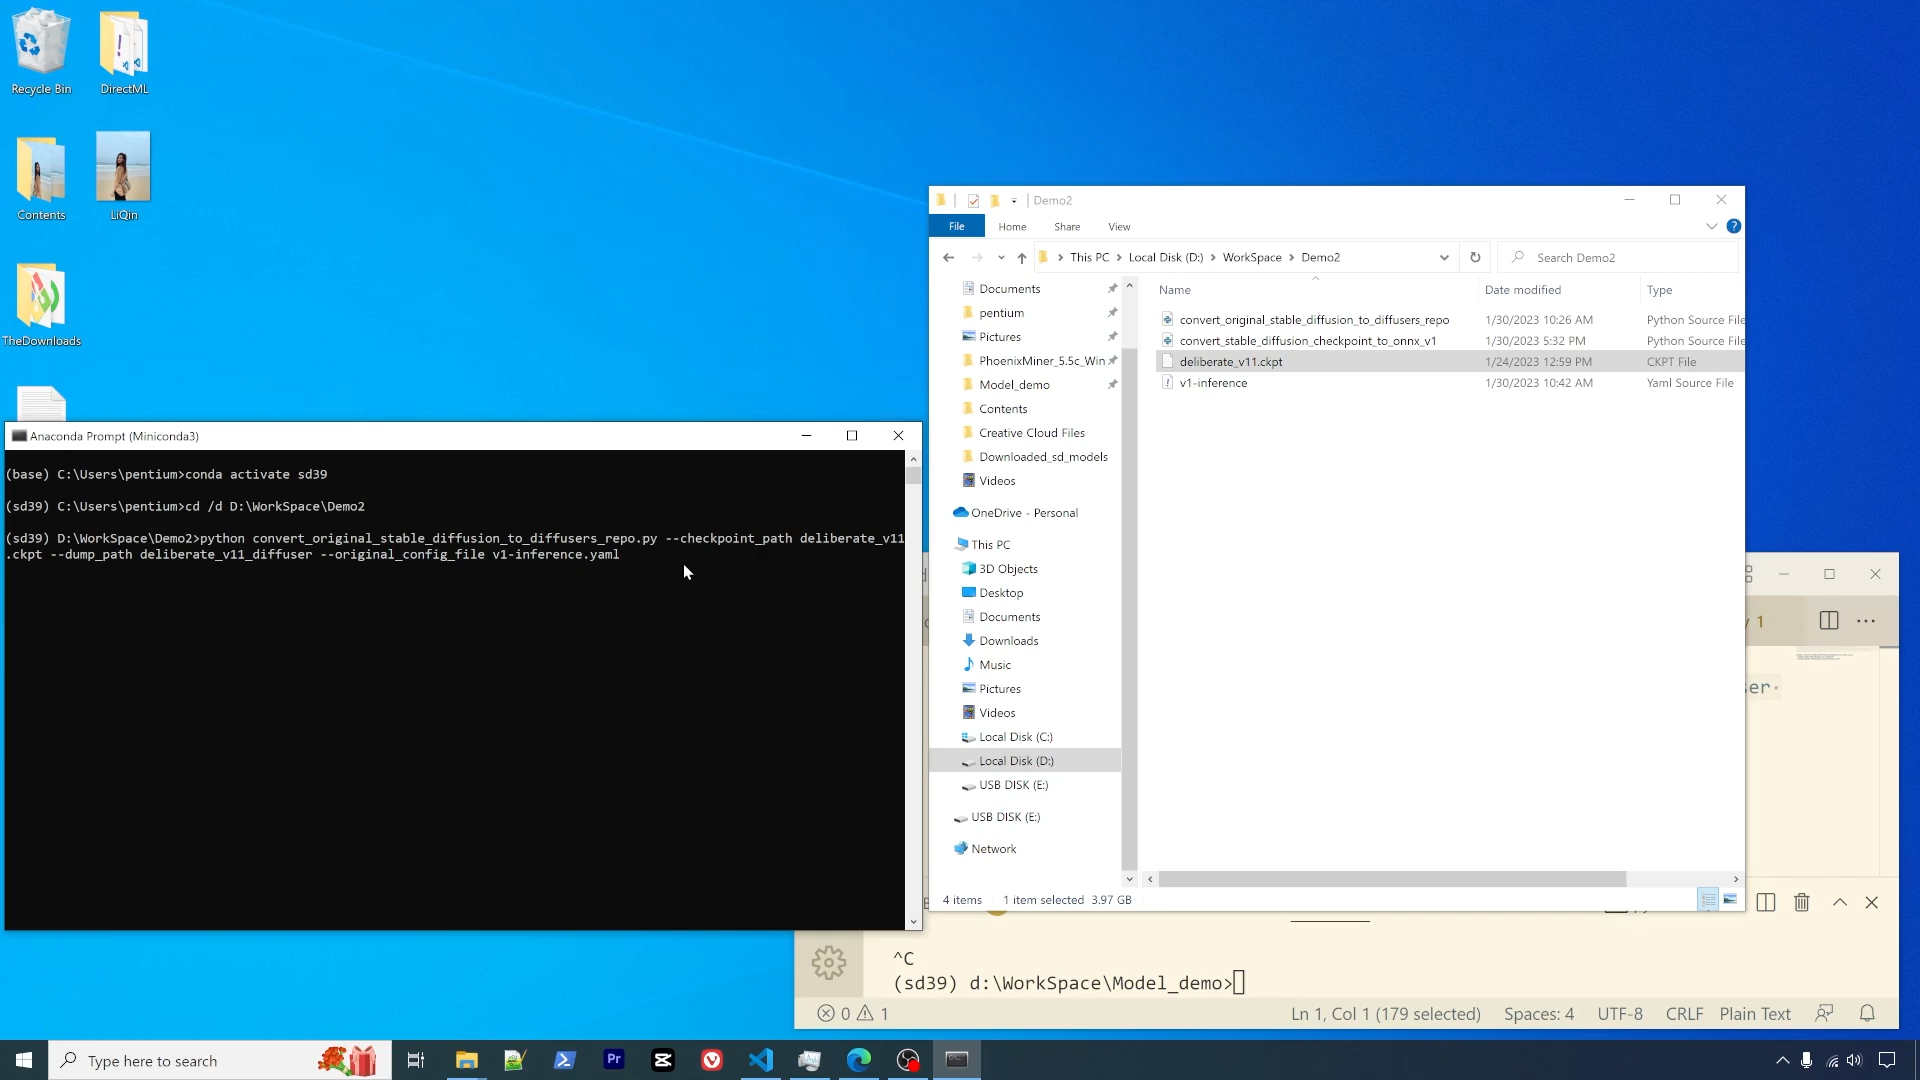 Recycle Bin
DirectML
Contents
LiQin
TheDownloads
Anaconda Prompt (Miniconda3)
(base) C:\Users\pentium>conda activate sd39
(sd39) C:\Users\pentium>cd /d D:\WorkSpace\Demo2
(sd39) D:\WorkSpace\Demo2>python convert_original_stable_diffusion_to_diffusers_repo.py --checkpoint_path deliberate_v11
.ckpt --dump_path deliberate_v11_diffuser --original_config_file v1-inference.yaml
Demo2
File Home Share View
This PC > Local Disk (D:) > WorkSpace > Demo2
Search Demo2
Documents
pentium
Pictures
PhoenixMiner_5.5c_Win
Model_demo
Contents
Creative Cloud Files
Downloaded_sd_models
Videos
OneDrive - Personal
This PC
3D Objects
Desktop
Documents
Downloads
Music
Pictures
Videos
Local Disk (C:)
Local Disk (D:)
USB DISK (E:)
USB DISK (E:)
Network
Name Date modified Type
convert_original_stable_diffusion_to_diffusers_repo 1/30/2023 10:26 AM Python Source File
convert_stable_diffusion_checkpoint_to_onnx_v1 1/30/2023 5:32 PM Python Source File
deliberate_v11.ckpt 1/24/2023 12:59 PM CKPT File
v1-inference 1/30/2023 10:42 AM Yaml Source File
4 items 1 item selected 3.97 GB
1
ser·
^C
(sd39) d:\WorkSpace\Model_demo>
0 1
Ln 1, Col 1 (179 selected) Spaces: 4 UTF-8 CRLF Plain Text
Type here to search
Pr